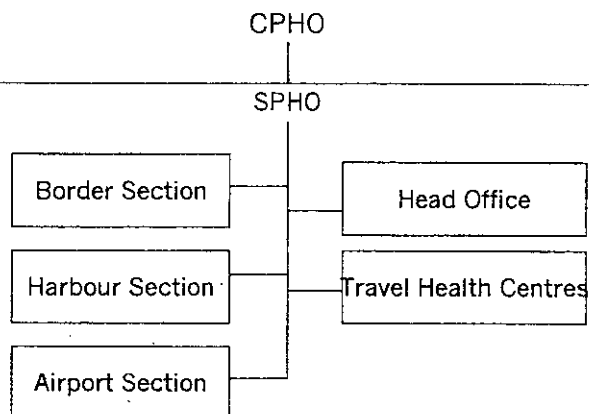 CPHO
SPHO
Border Section
Head Office
Harbour Section
Travel Health Centres
Airport Section